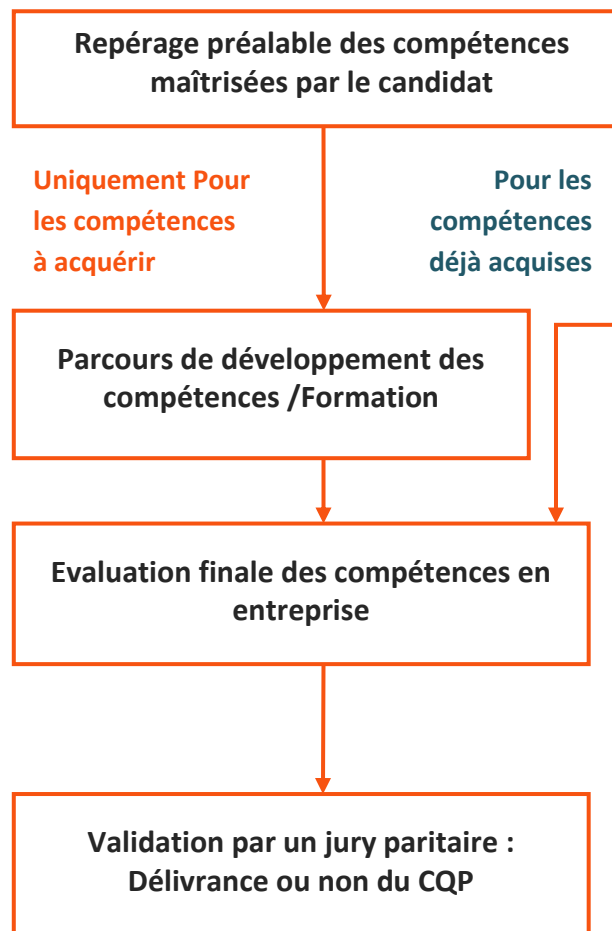 Repérage préalable des compétences
maîtrisées par le candidat
Uniquement Pour
les compétences
à acquérir
Pour les
compétences
déjà acquises
Parcours de développement des
compétences /Formation
Evaluation finale des compétences en
entreprise
Validation par un jury paritaire :
Délivrance ou non du CQP